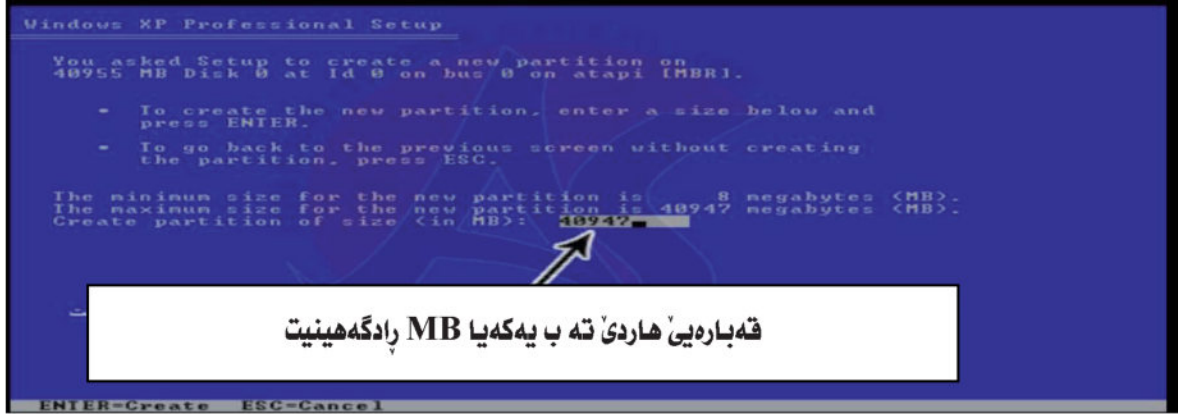 Windows XP Professional Setup
You asked Setup to create a new partition on
40955 MB Disk 0 at Id 0 on bus 0 on atapi [MBR].
• To create the new partition, enter a size below and
press ENTER.
• To go back to the previous screen without creating
the partition, press ESC.
The minimum size for the new partition is 8 megabytes (MB).
The maximum size for the new partition is 40947 megabytes (MB).
Create partition of size (in MB): 40947
قەبارەیێ هاردێ تە ب یەکەیا MB ڕادگەهینیت
ENTER=Create ESC=Cancel